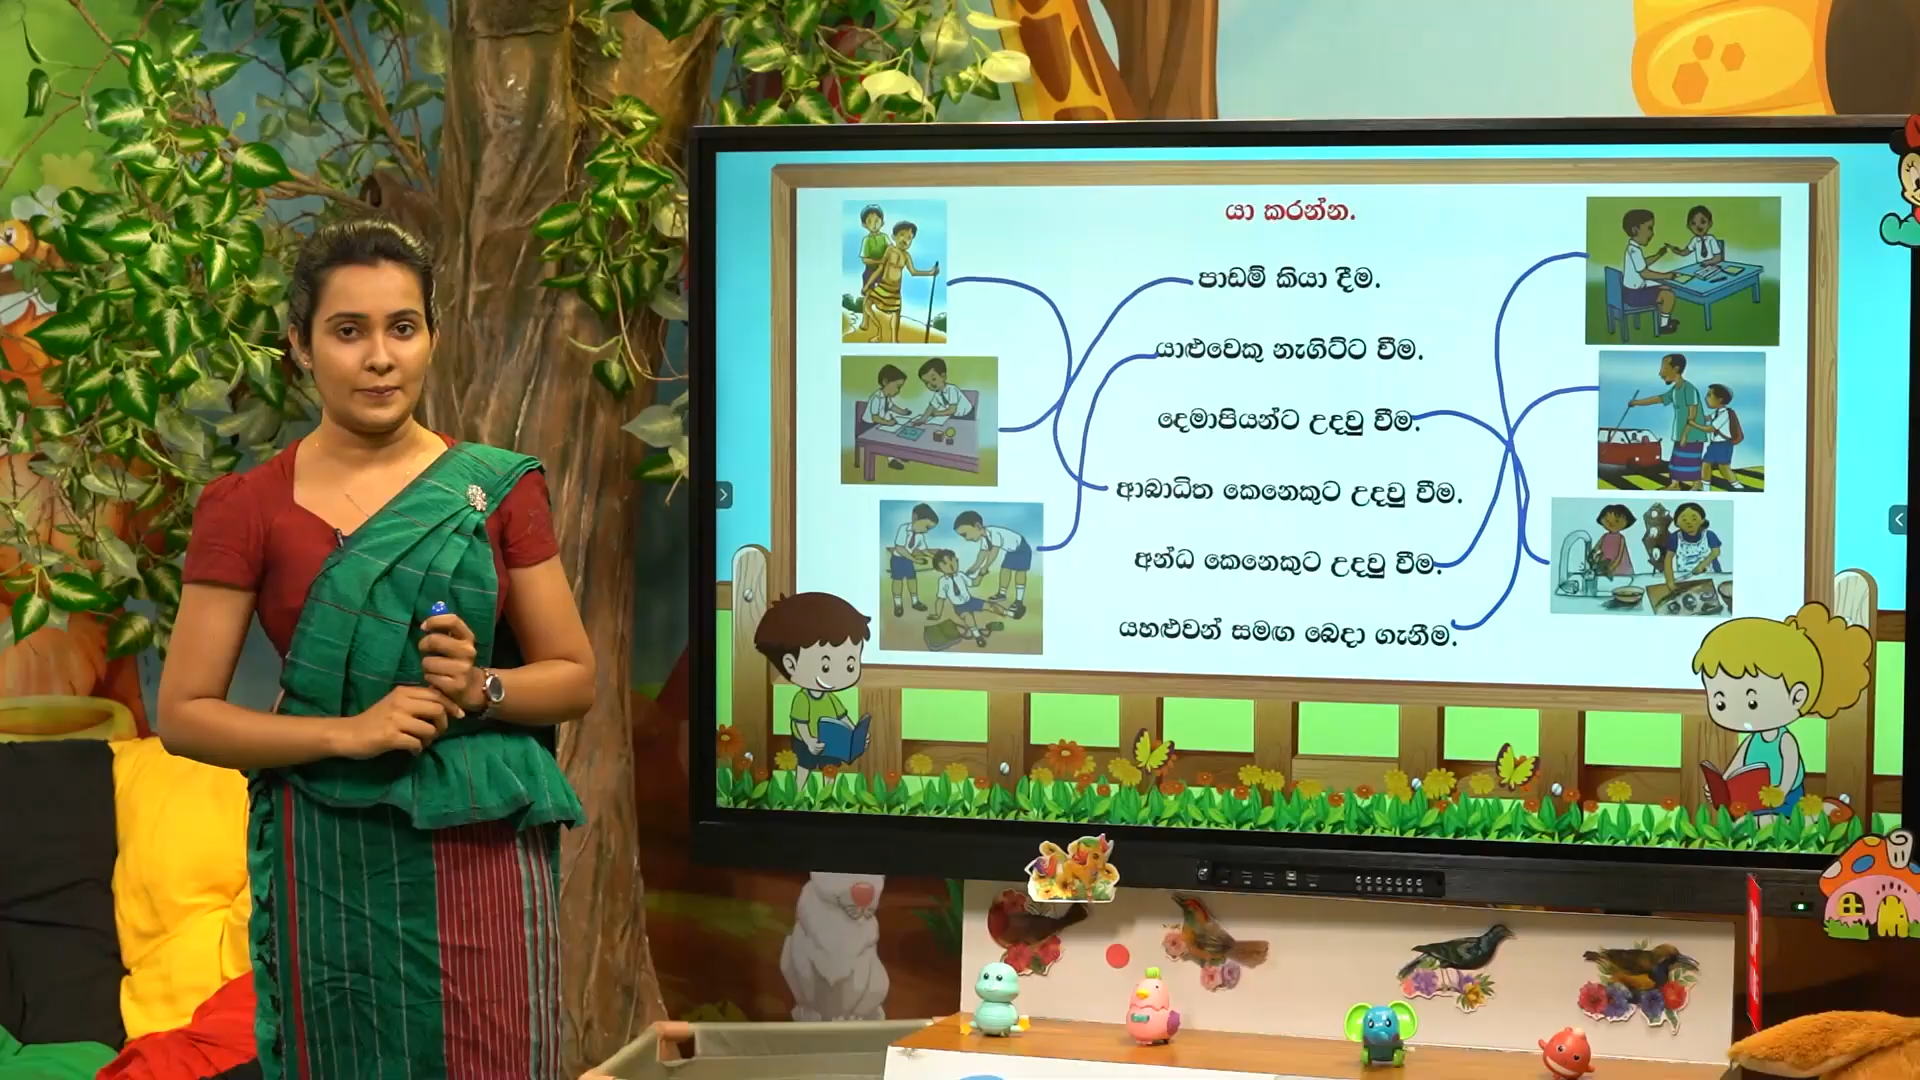 යා කරන්න.
පාඩම් කියා දීම.
යාළුවෙකු නැගිට්ට වීම.
දෙමාපියන්ට උදවු වීම.
ආබාධිත කෙනෙකුට උදවු වීම.
අන්ධ කෙනෙකුට උදවු වීම.
යහළුවන් සමඟ බෙදා ගැනීම.